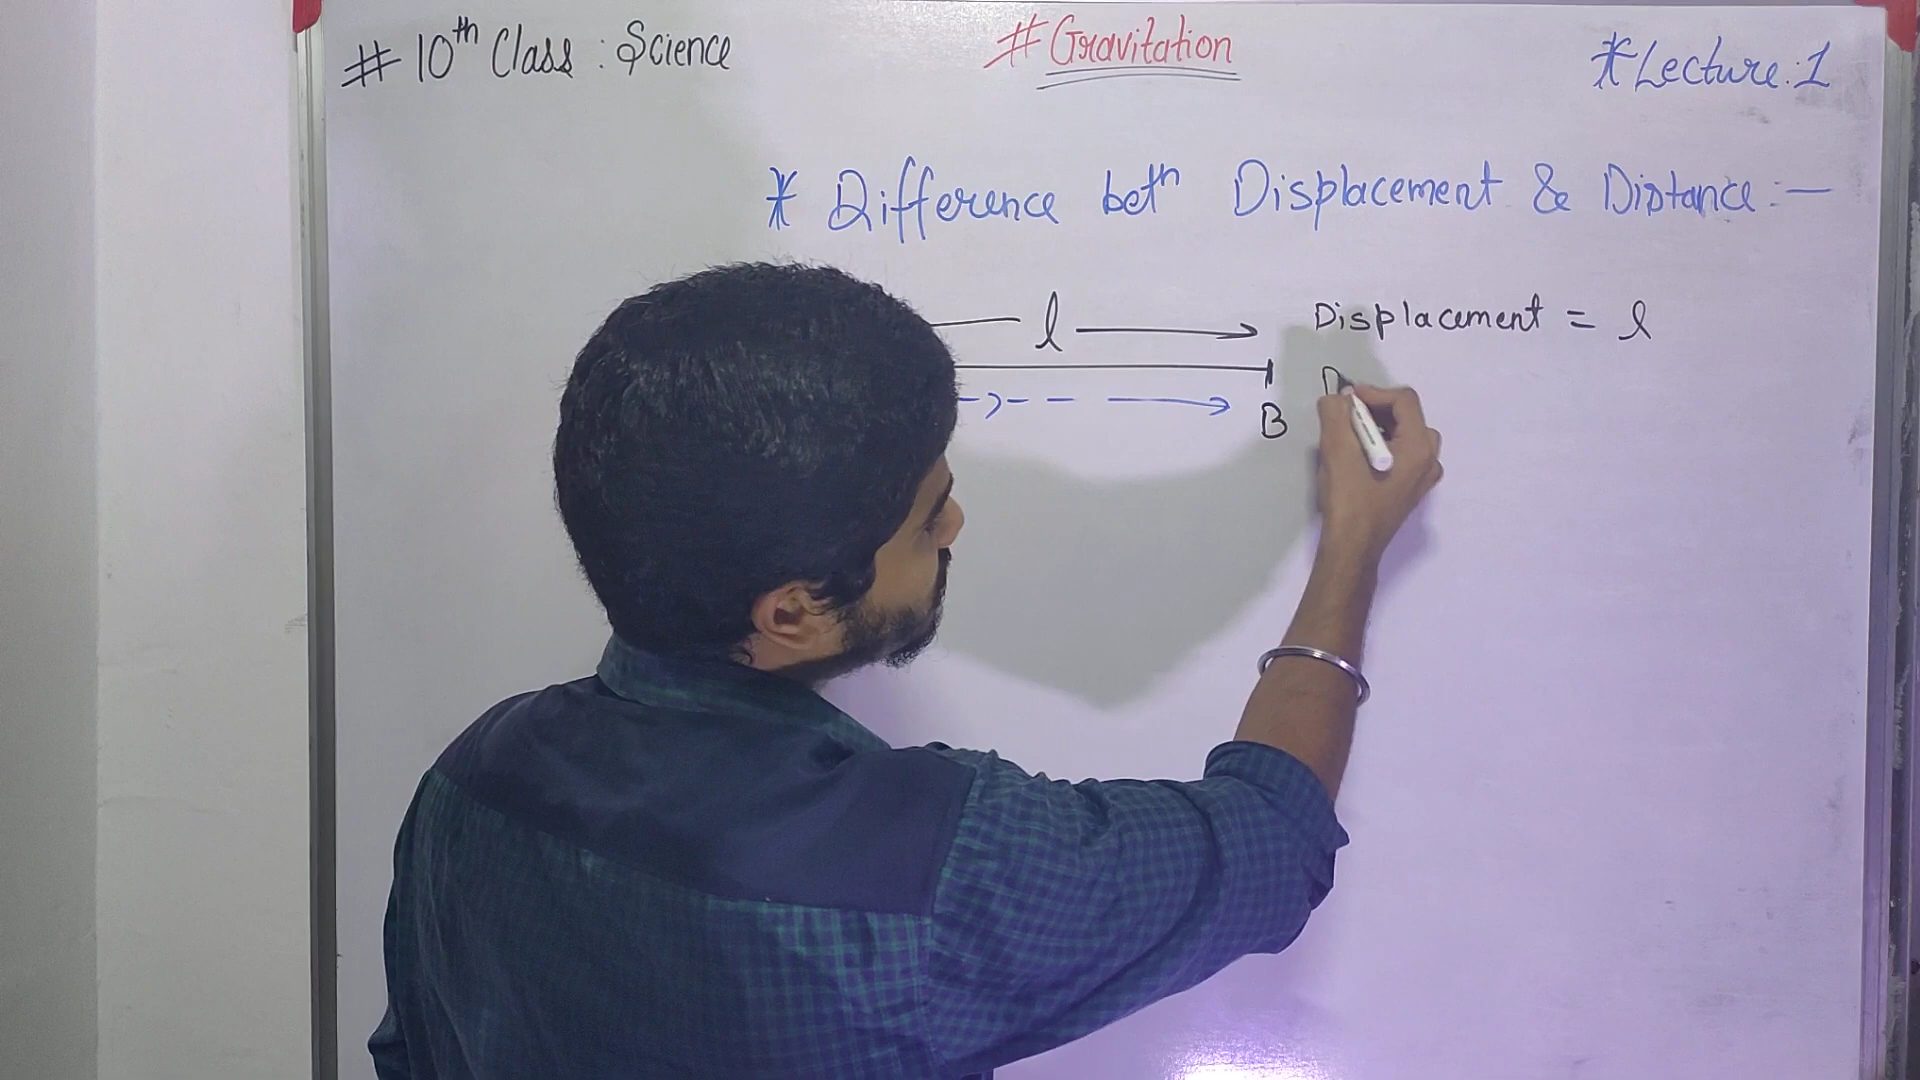 # 10th Class : Science
# Gravitation
* Lecture : 1
* Difference betn Displacement & Distance :—
l
Displacement = l
B
D